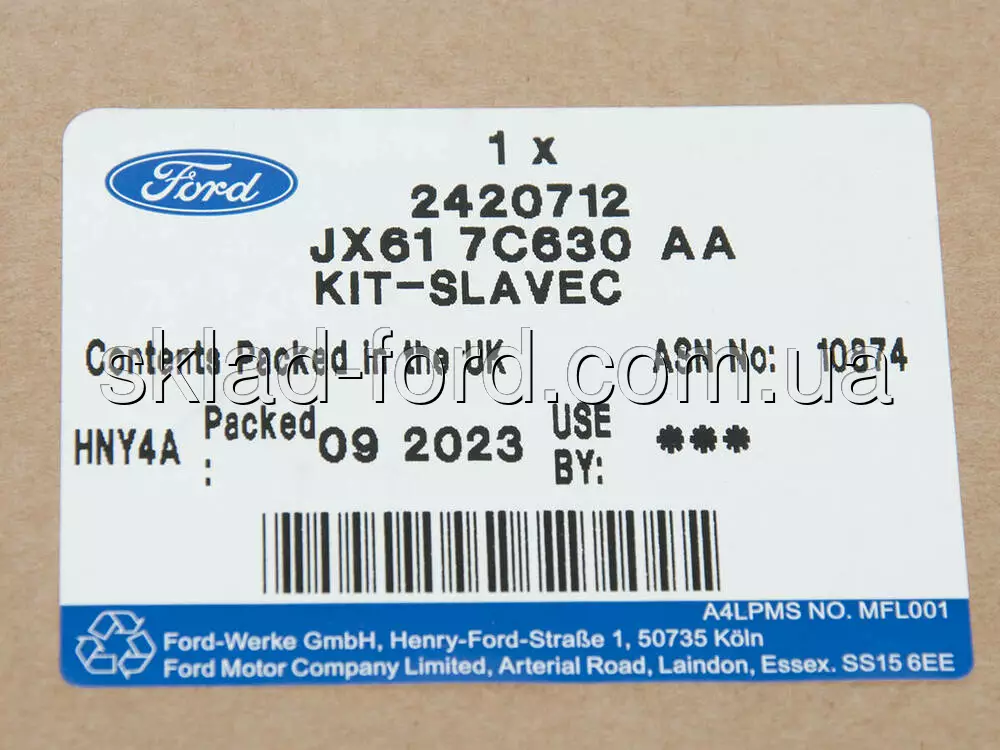 1 x
Ford
2420712
JX61 7C630 AA
KIT-SLAVEC
Contents Packed in the UK ASN No: 10874
sklad-ford.com.ua
HNY4A Packed : 09 2023 USE BY: ***
A4LPMS NO. MFL001
Ford-Werke GmbH, Henry-Ford-Straße 1, 50735 Köln
Ford Motor Company Limited, Arterial Road, Laindon, Essex. SS15 6EE